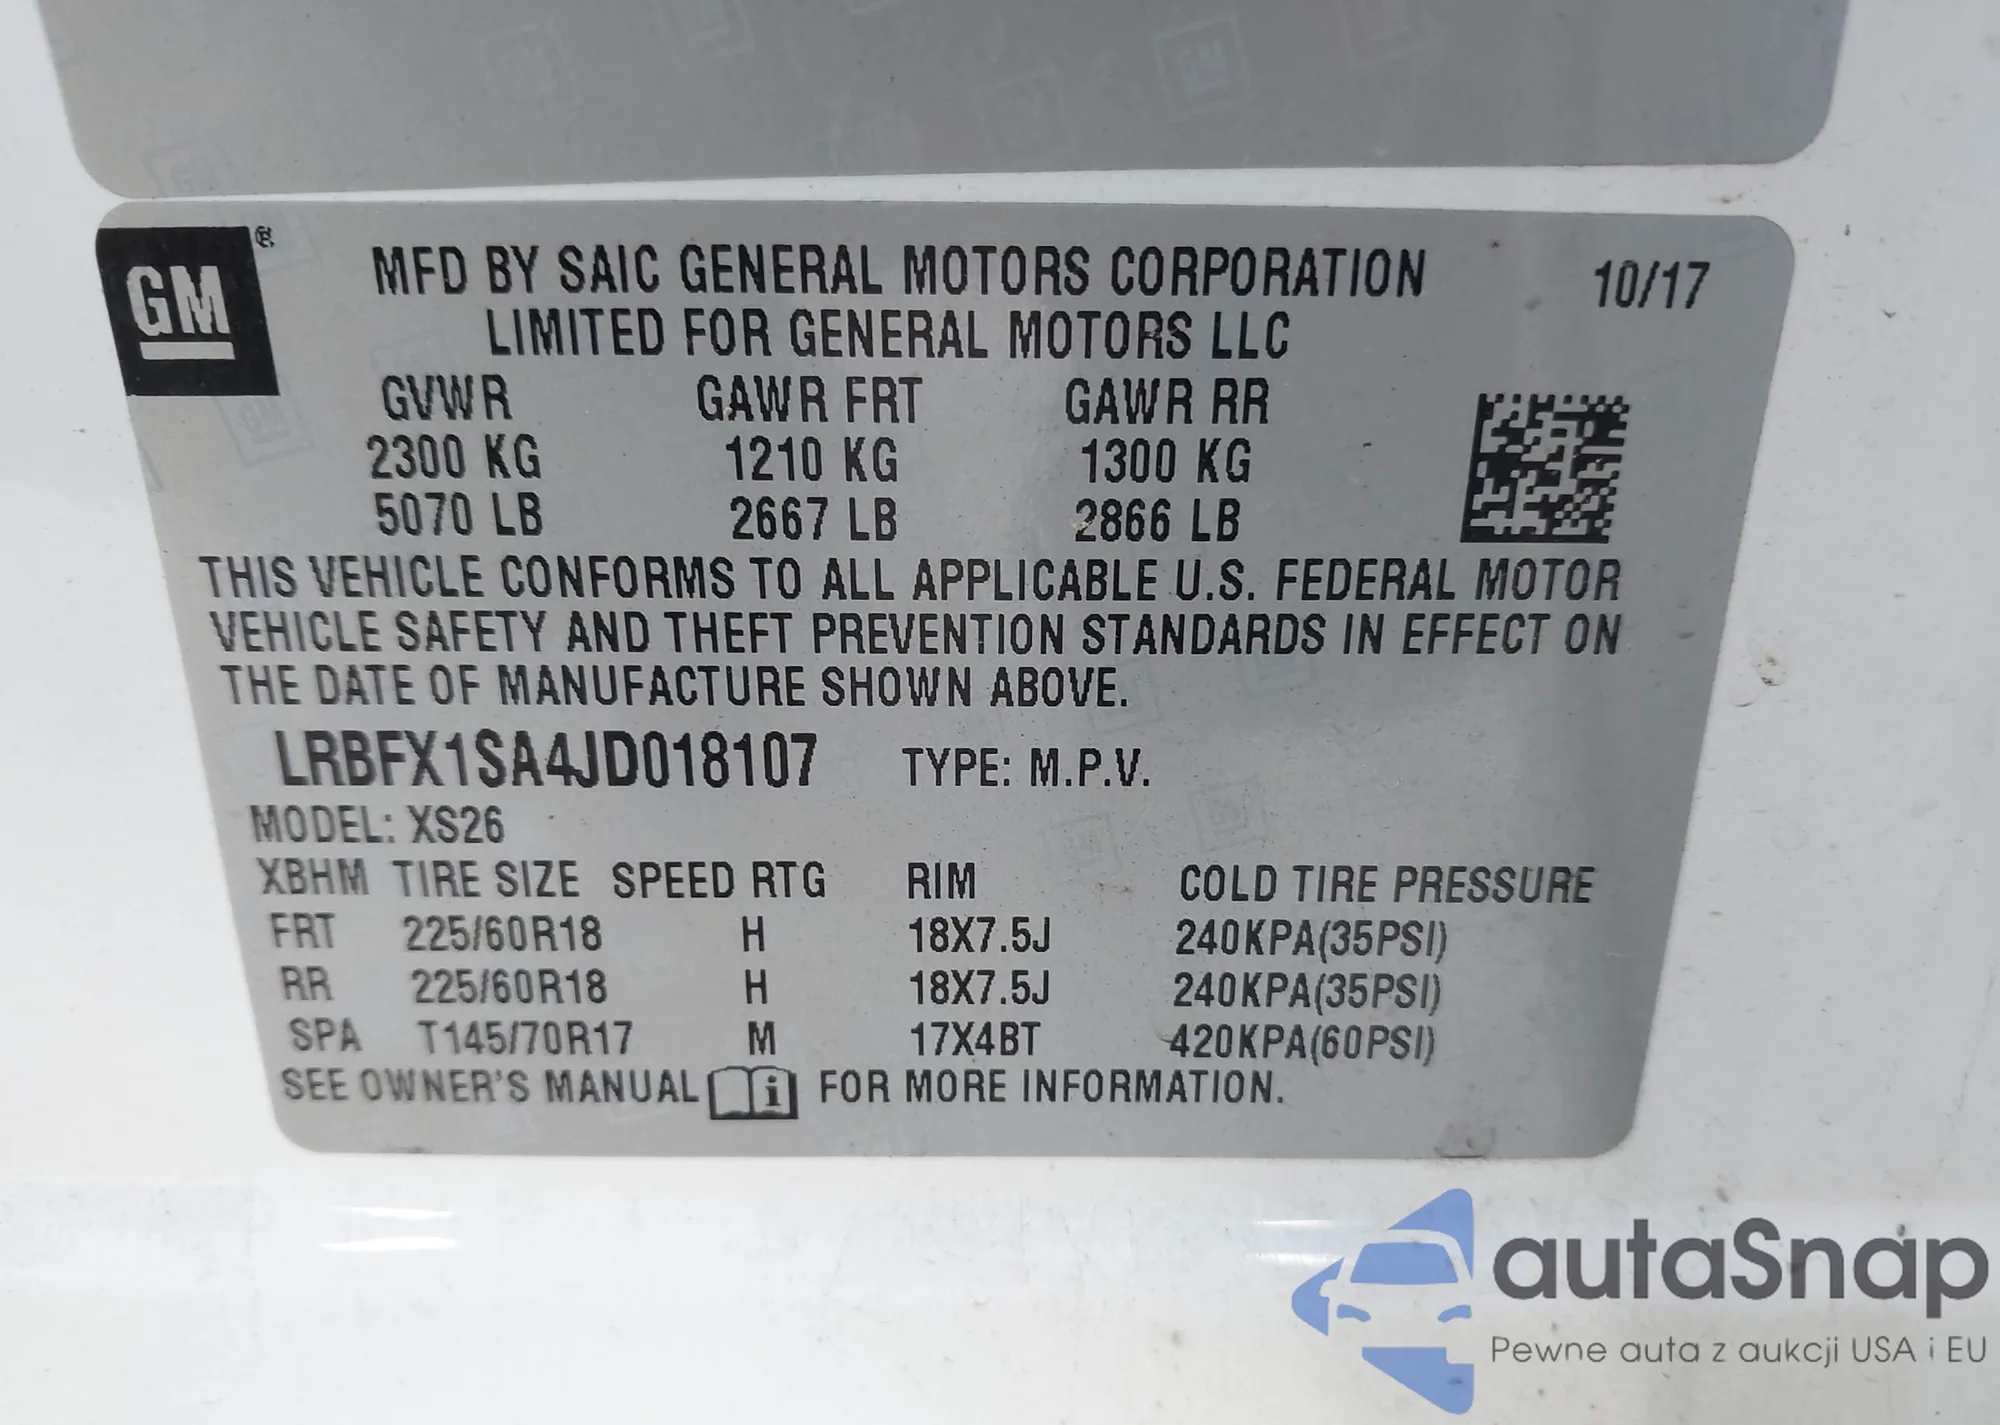 GM ®
MFD BY SAIC GENERAL MOTORS CORPORATION 10/17
LIMITED FOR GENERAL MOTORS LLC
GVWR GAWR FRT GAWR RR
2300 KG 1210 KG 1300 KG
5070 LB 2667 LB 2866 LB
THIS VEHICLE CONFORMS TO ALL APPLICABLE U.S. FEDERAL MOTOR
VEHICLE SAFETY AND THEFT PREVENTION STANDARDS IN EFFECT ON
THE DATE OF MANUFACTURE SHOWN ABOVE.
LRBFX1SA4JD018107 TYPE: M.P.V.
MODEL: XS26
XBHM TIRE SIZE SPEED RTG RIM COLD TIRE PRESSURE
FRT 225/60R18 H 18X7.5J 240KPA(35PSI)
RR 225/60R18 H 18X7.5J 240KPA(35PSI)
SPA T145/70R17 M 17X4BT 420KPA(60PSI)
SEE OWNER'S MANUAL i FOR MORE INFORMATION.
autaSnap
Pewne auta z aukcji USA i EU